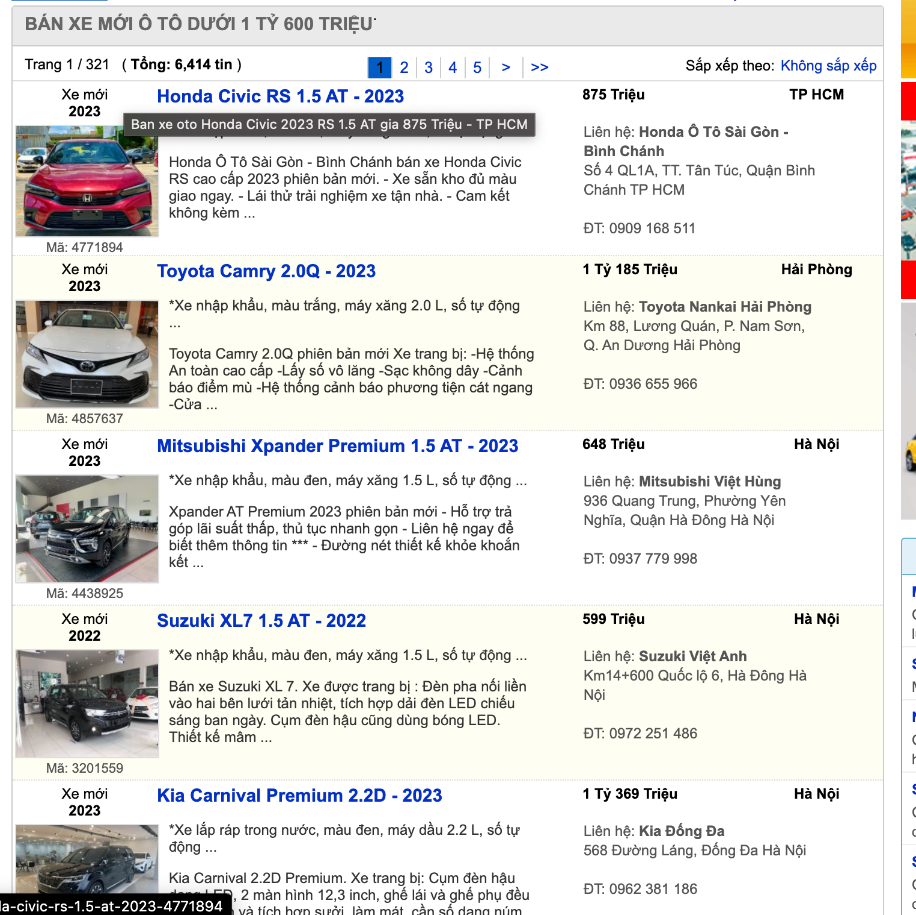 BÁN XE MỚI Ô TÔ DƯỚI 1 TỶ 600 TRIỆU
Trang 1 / 321 ( Tổng: 6,414 tin ) 1 2 3 4 5 > >> Sắp xếp theo: Không sắp xếp
Xe mới
2023
Honda Civic RS 1.5 AT - 2023
875 Triệu TP HCM
Ban xe oto Honda Civic 2023 RS 1.5 AT gia 875 Triệu - TP HCM
Honda Ô Tô Sài Gòn - Bình Chánh bán xe Honda Civic
RS cao cấp 2023 phiên bản mới. - Xe sẵn kho đủ màu
giao ngay. - Lái thử trải nghiệm xe tận nhà. - Cam kết
không kèm ...
Liên hệ: Honda Ô Tô Sài Gòn -
Bình Chánh
Số 4 QL1A, TT. Tân Túc, Quận Bình
Chánh TP HCM
ĐT: 0909 168 511
Mã: 4771894
Xe mới
2023
Toyota Camry 2.0Q - 2023
1 Tỷ 185 Triệu Hải Phòng
*Xe nhập khẩu, màu trắng, máy xăng 2.0 L, số tự động
...
Toyota Camry 2.0Q phiên bản mới Xe trang bị: -Hệ thống
An toàn cao cấp -Lấy số vô lăng -Sạc không dây -Cảnh
báo điểm mù -Hệ thống cảnh báo phương tiện cát ngang
-Cửa ...
Liên hệ: Toyota Nankai Hải Phòng
Km 88, Lương Quán, P. Nam Sơn,
Q. An Dương Hải Phòng
ĐT: 0936 655 966
Mã: 4857637
Xe mới
2023
Mitsubishi Xpander Premium 1.5 AT - 2023
648 Triệu Hà Nội
*Xe nhập khẩu, màu đen, máy xăng 1.5 L, số tự động ...
Xpander AT Premium 2023 phiên bản mới - Hỗ trợ trả
góp lãi suất thấp, thủ tục nhanh gọn - Liên hệ ngay để
biết thêm thông tin *** - Đường nét thiết kế khỏe khoắn
kết ...
Liên hệ: Mitsubishi Việt Hùng
936 Quang Trung, Phường Yên
Nghĩa, Quận Hà Đông Hà Nội
ĐT: 0937 779 998
Mã: 4438925
Xe mới
2022
Suzuki XL7 1.5 AT - 2022
599 Triệu Hà Nội
*Xe nhập khẩu, màu đen, máy xăng 1.5 L, số tự động ...
Bán xe Suzuki XL 7. Xe được trang bị : Đèn pha nối liền
vào hai bên lưới tản nhiệt, tích hợp dải đèn LED chiếu
sáng ban ngày. Cụm đèn hậu cũng dùng bóng LED.
Thiết kế mâm ...
Liên hệ: Suzuki Việt Anh
Km14+600 Quốc lộ 6, Hà Đông Hà
Nội
ĐT: 0972 251 486
Mã: 3201559
Xe mới
2023
Kia Carnival Premium 2.2D - 2023
1 Tỷ 369 Triệu Hà Nội
*Xe lắp ráp trong nước, màu đen, máy dầu 2.2 L, số tự
động ...
Kia Carnival 2.2D Premium. Xe trang bị: Cụm đèn hậu
dạng LED, 2 màn hình 12,3 inch, ghế lái và ghế phụ đều
và tích hợp sưởi, làm mát, cần số dạng núm
Liên hệ: Kia Đống Đa
568 Đường Láng, Đống Đa Hà Nội
ĐT: 0962 381 186
la-civic-rs-1.5-at-2023-4771894